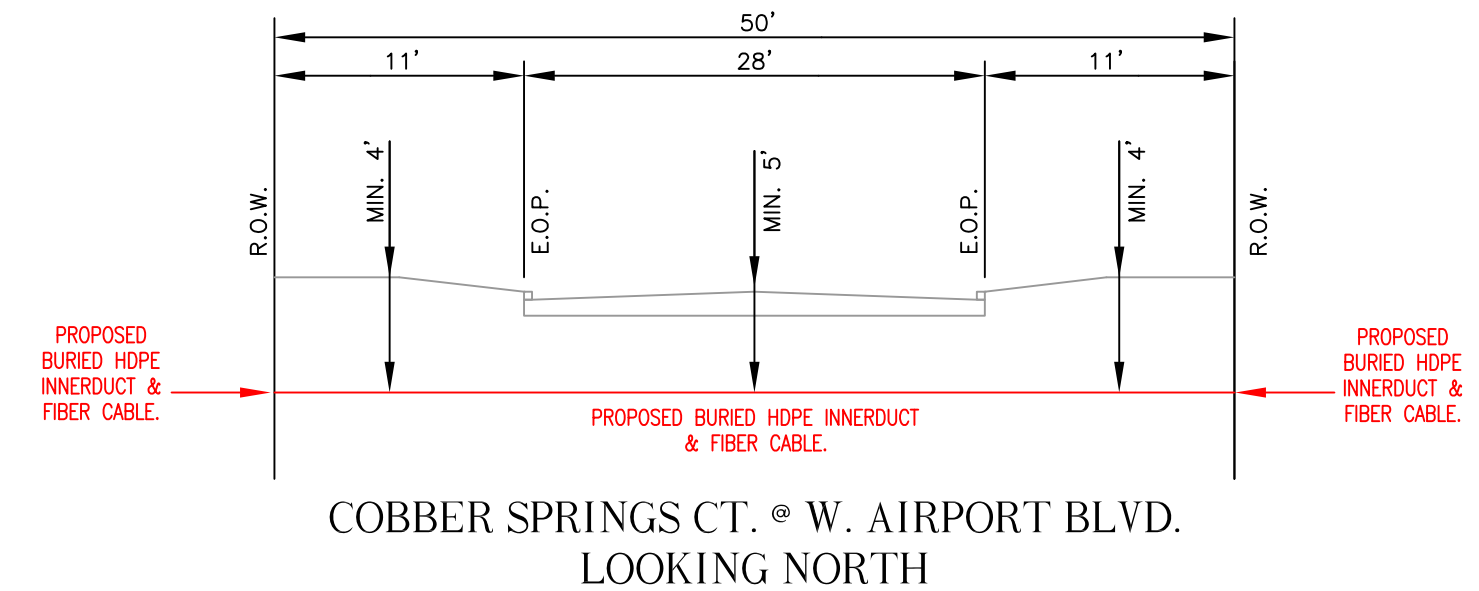 50'
11'
28'
11'
R.O.W.
MIN. 4'
E.O.P.
MIN. 5'
E.O.P.
MIN. 4'
R.O.W.
PROPOSED
BURIED HDPE
INNERDUCT &
FIBER CABLE.
PROPOSED BURIED HDPE INNERDUCT
& FIBER CABLE.
PROPOSED
BURIED HDPE
INNERDUCT &
FIBER CABLE.
COBBER SPRINGS CT. @ W. AIRPORT BLVD.
LOOKING NORTH